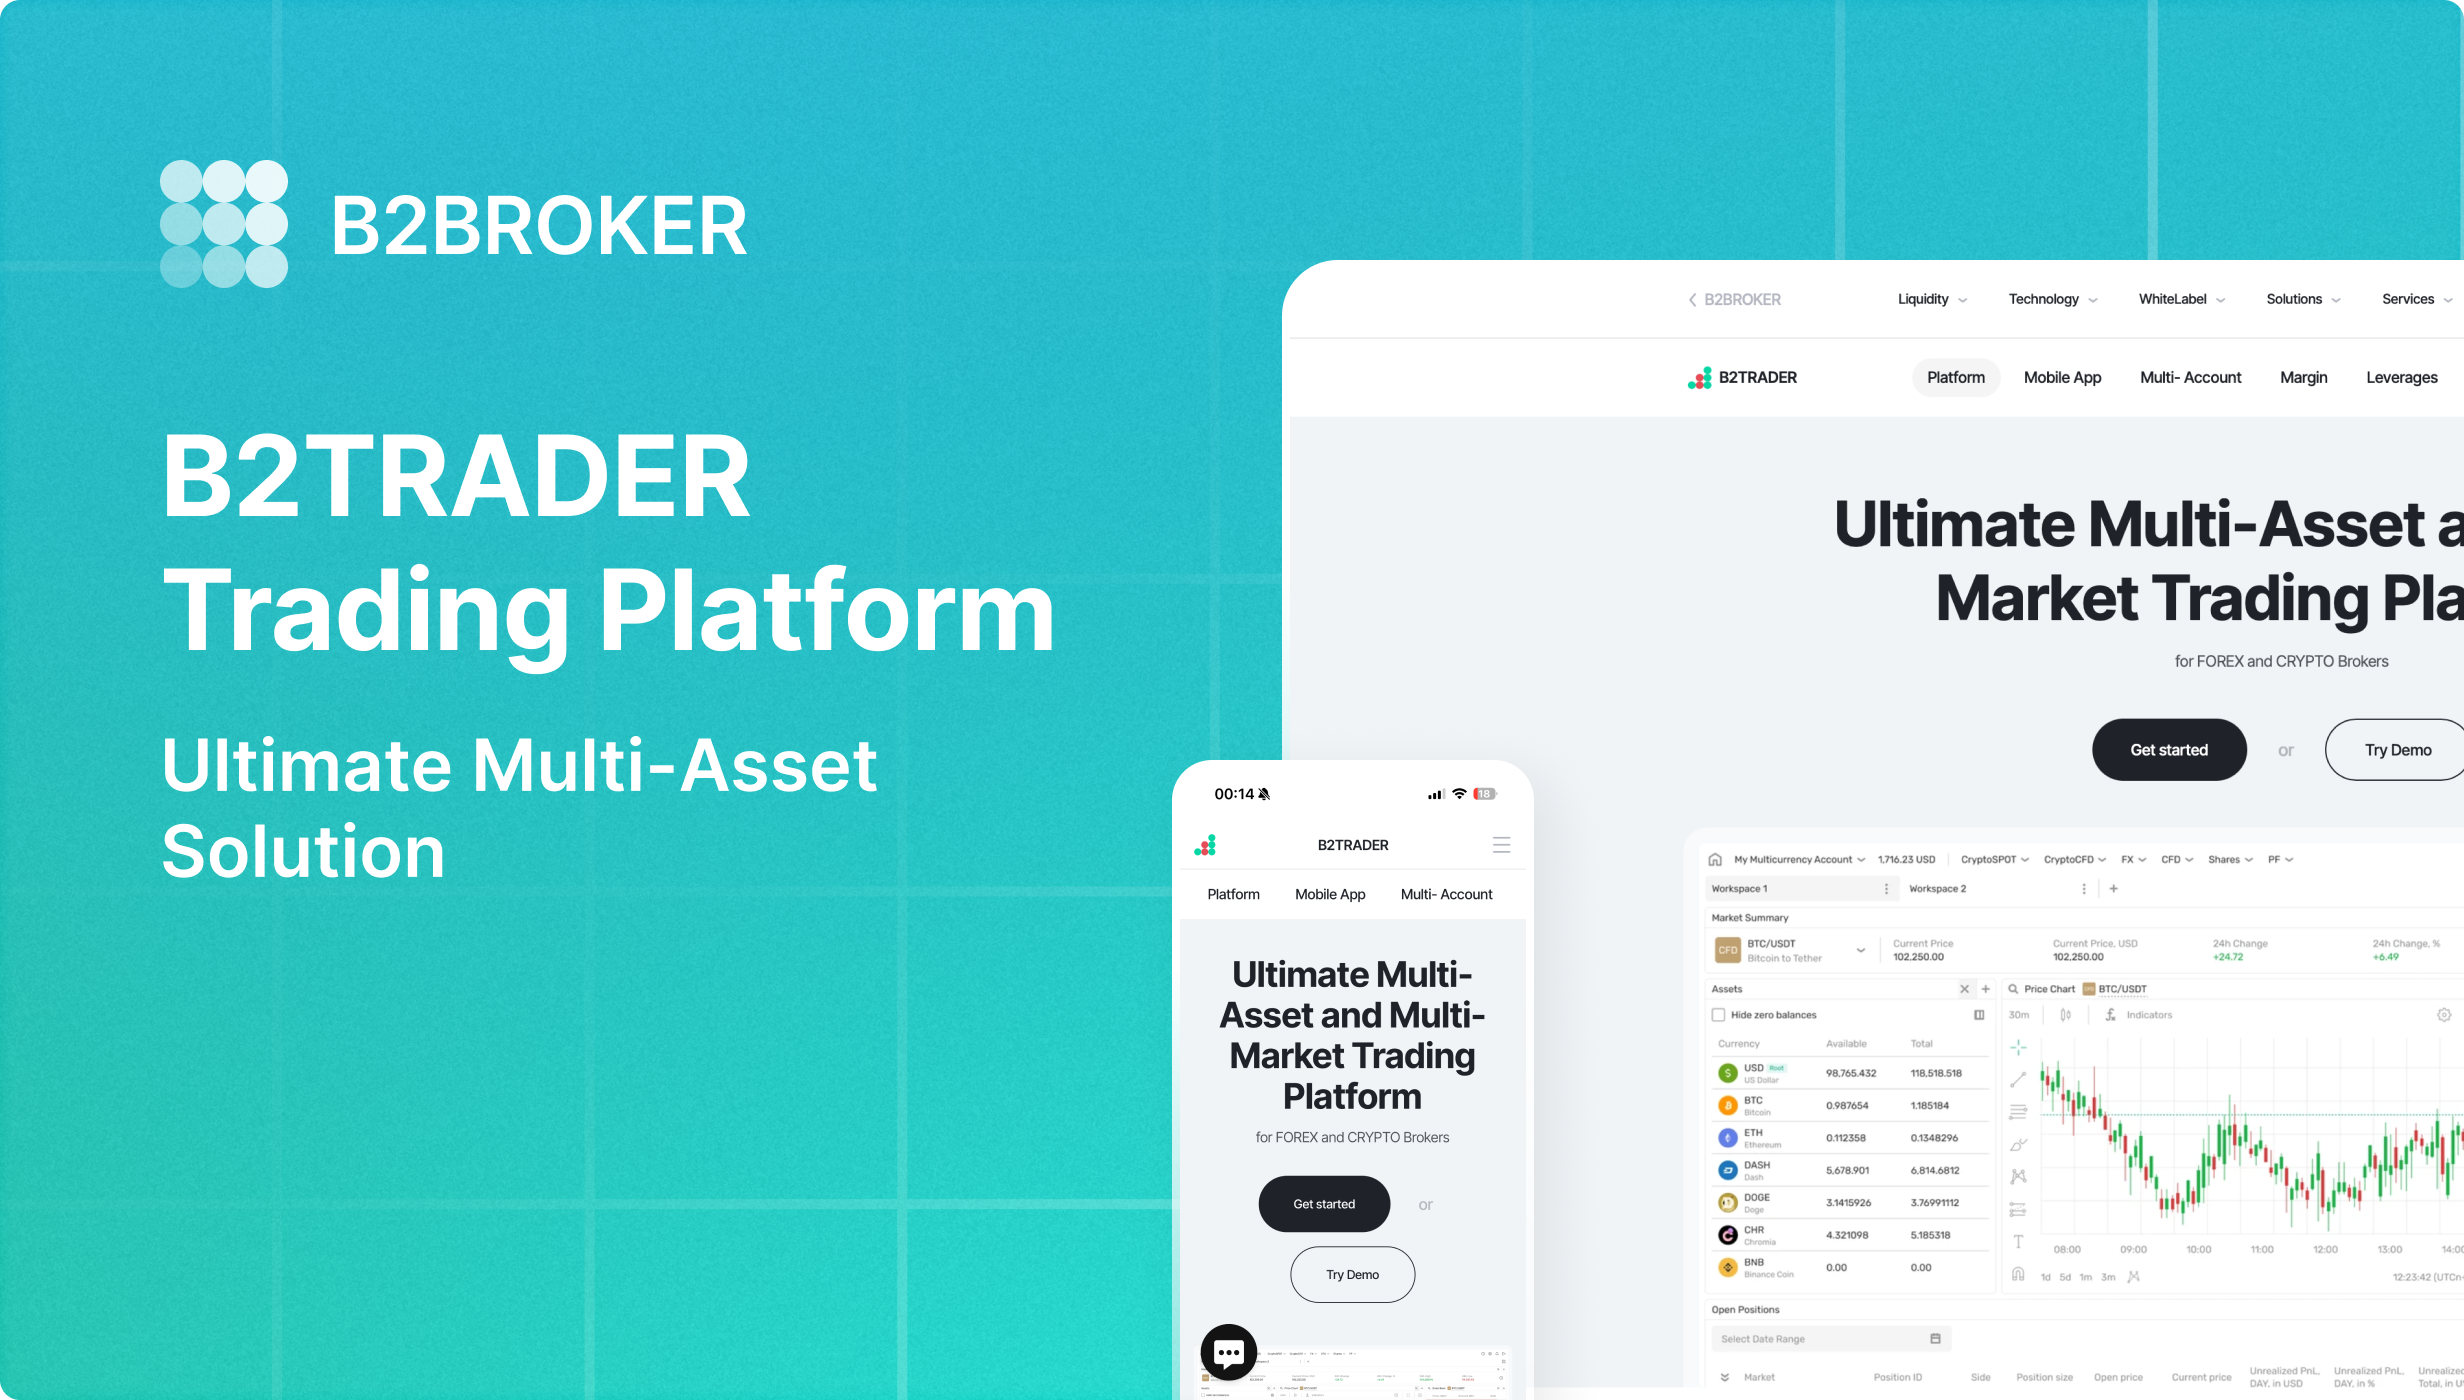 B2BROKER
B2TRADER
Trading Platform
Ultimate Multi-Asset
Solution
B2BROKER Liquidity Technology WhiteLabel Solutions Services
B2TRADER Platform Mobile App Multi- Account Margin Leverages
Ultimate Multi-Asset a
Market Trading Pla
for FOREX and CRYPTO Brokers
Get started or Try Demo
My Multicurrency Account 1,716.23 USD CryptoSPOT CryptoCFD FX CFD Shares PF
Workspace 1 Workspace 2
Market Summary
CFD BTC/USDT Current Price Current Price, USD 24h Change 24h Change, %
Bitcoin to Tether 102,250.00 102,250.00 +24.72 +6.49
Assets Price Chart BTC/USDT
Hide zero balances 30m Indicators
Currency Available Total
USD Root 98,765.432 118,518.518
US Dollar
BTC 0.987654 1.185184
Bitcoin
ETH 0.112358 0.1348296
Ethereum
DASH 5,678.901 6,814.6812
Dash
DOGE 3.1415926 3.76991112
Doge
CHR 4.321098 5.185318
Chromia
BNB 0.00 0.00
Binance Coin
08:00 09:00 10:00 11:00 12:00 13:00 14:00
1d 5d 1m 3m 12:23:42 (UTC
Open Positions
Select Date Range
Market Position ID Side Position size Open price Current price Unrealized PnL, DAY, in USD Unrealized PnL, DAY, in % Unrealized Total, in U
00:14 18
B2TRADER
Platform Mobile App Multi- Account
Ultimate Multi-
Asset and Multi-
Market Trading
Platform
for FOREX and CRYPTO Brokers
Get started or
Try Demo